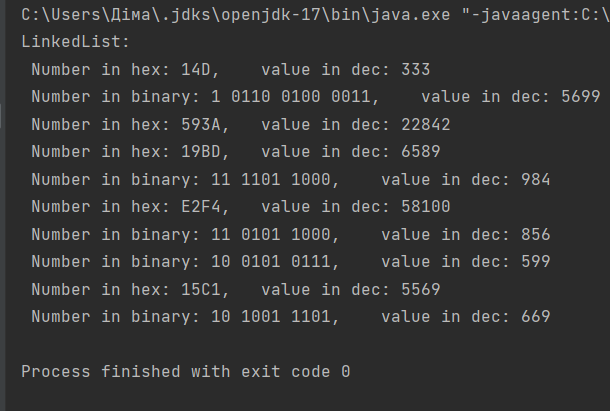 C:\Users\Діма\.jdks\openjdk-17\bin\java.exe "-javaagent:C:\
LinkedList:
Number in hex: 14D,    value in dec: 333
Number in binary: 1 0110 0100 0011,    value in dec: 5699
Number in hex: 593A,   value in dec: 22842
Number in hex: 19BD,   value in dec: 6589
Number in binary: 11 1101 1000,    value in dec: 984
Number in hex: E2F4,   value in dec: 58100
Number in binary: 11 0101 1000,    value in dec: 856
Number in binary: 10 0101 0111,    value in dec: 599
Number in hex: 15C1,   value in dec: 5569
Number in binary: 10 1001 1101,    value in dec: 669
Process finished with exit code 0